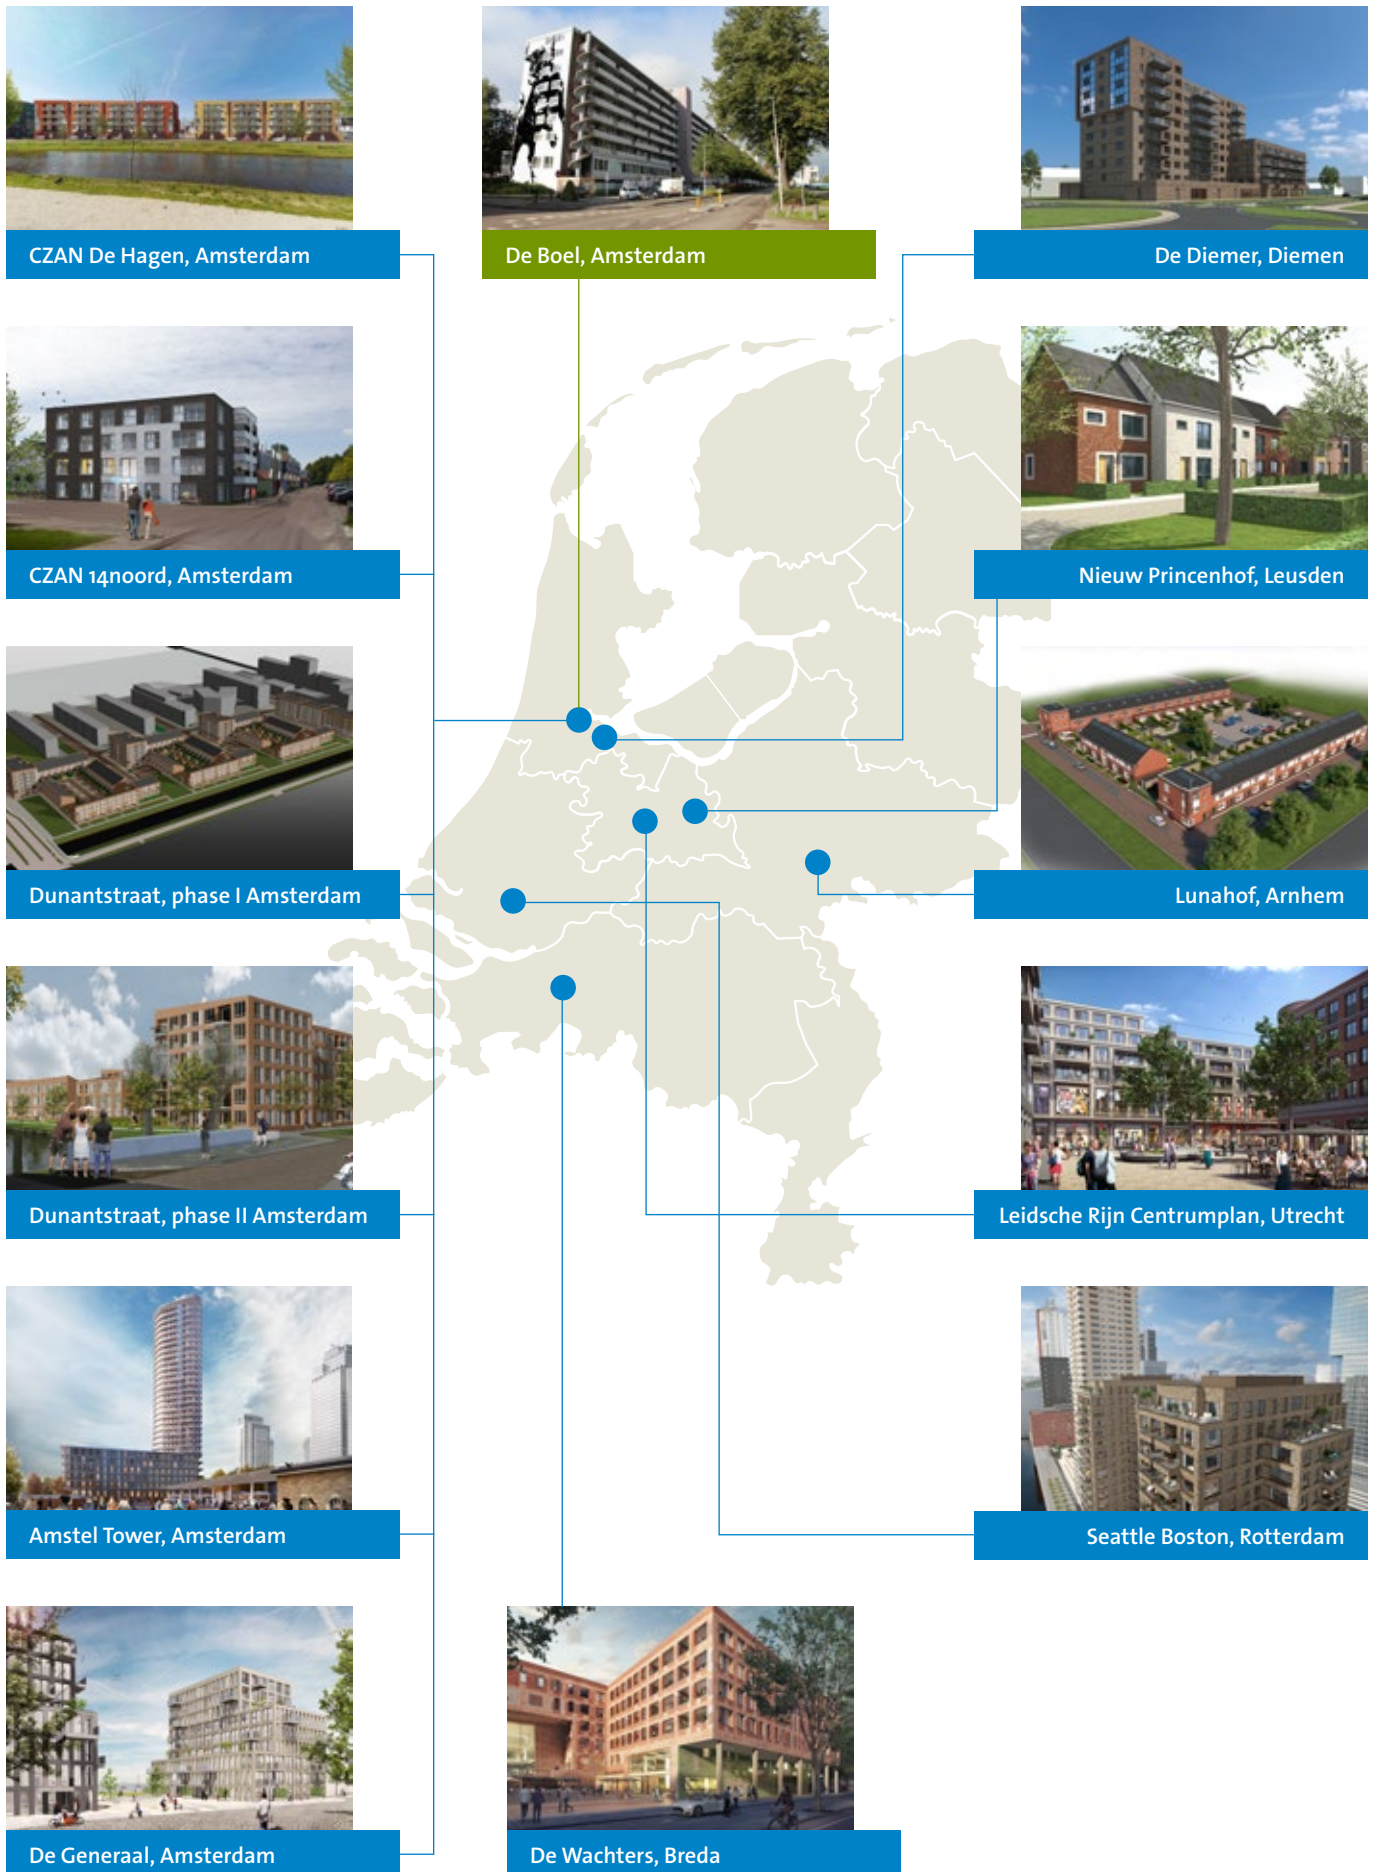 CZAN De Hagen, Amsterdam
De Boel, Amsterdam
De Diemer, Diemen
CZAN 14noord, Amsterdam
Nieuw Princenhof, Leusden
Dunantstraat, phase I Amsterdam
Lunahof, Arnhem
Dunantstraat, phase II Amsterdam
Leidsche Rijn Centrumplan, Utrecht
Amstel Tower, Amsterdam
Seattle Boston, Rotterdam
De Generaal, Amsterdam
De Wachters, Breda